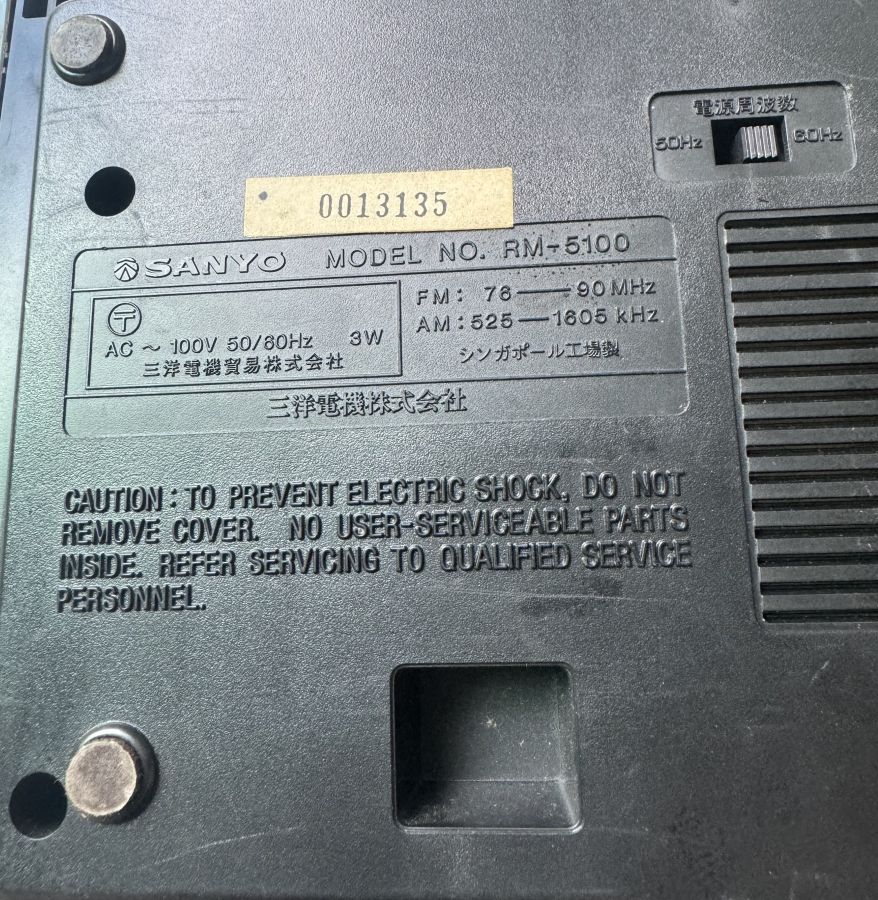 電源周波数
50Hz 60Hz
0013135
SANYO MODEL NO. RM-5100
〒
AC ~ 100V 50/60Hz 3W
三洋電機貿易株式会社
FM: 76—90MHz
AM: 525—1605 kHz
シンガポール工場製
三洋電機株式会社
CAUTION: TO PREVENT ELECTRIC SHOCK, DO NOT
REMOVE COVER. NO USER-SERVICEABLE PARTS
INSIDE. REFER SERVICING TO QUALIFIED SERVICE
PERSONNEL.